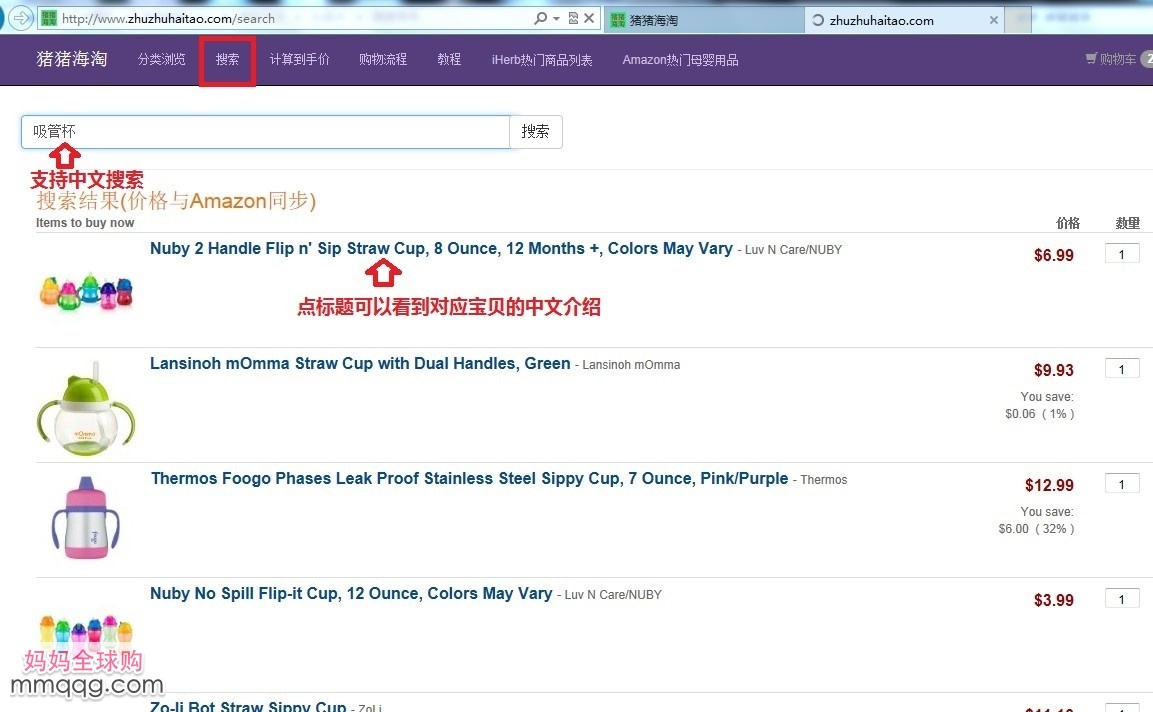 http://www.zhuzhuhaitao.com/search 猪猪海淘 zhuzhuhaitao.com
猪猪海淘 分类浏览 搜索 计算到手价 购物流程 教程 iHerb热门商品列表 Amazon热门母婴用品 购物车 2
吸管杯 搜索
支持中文搜索
搜索结果(价格与Amazon同步)
Items to buy now 价格 数量
Nuby 2 Handle Flip n' Sip Straw Cup, 8 Ounce, 12 Months +, Colors May Vary - Luv N Care/NUBY $6.99 1
点标题可以看到对应宝贝的中文介绍
Lansinoh mOmma Straw Cup with Dual Handles, Green - Lansinoh mOmma $9.93 1
You save:
$0.06 ( 1% )
Thermos Foogo Phases Leak Proof Stainless Steel Sippy Cup, 7 Ounce, Pink/Purple - Thermos $12.99 1
You save:
$6.00 ( 32% )
Nuby No Spill Flip-it Cup, 12 Ounce, Colors May Vary - Luv N Care/NUBY $3.99 1
妈妈全球购
mmqqg.com
Zo-li Bot Straw Sippy Cup - ZoLi